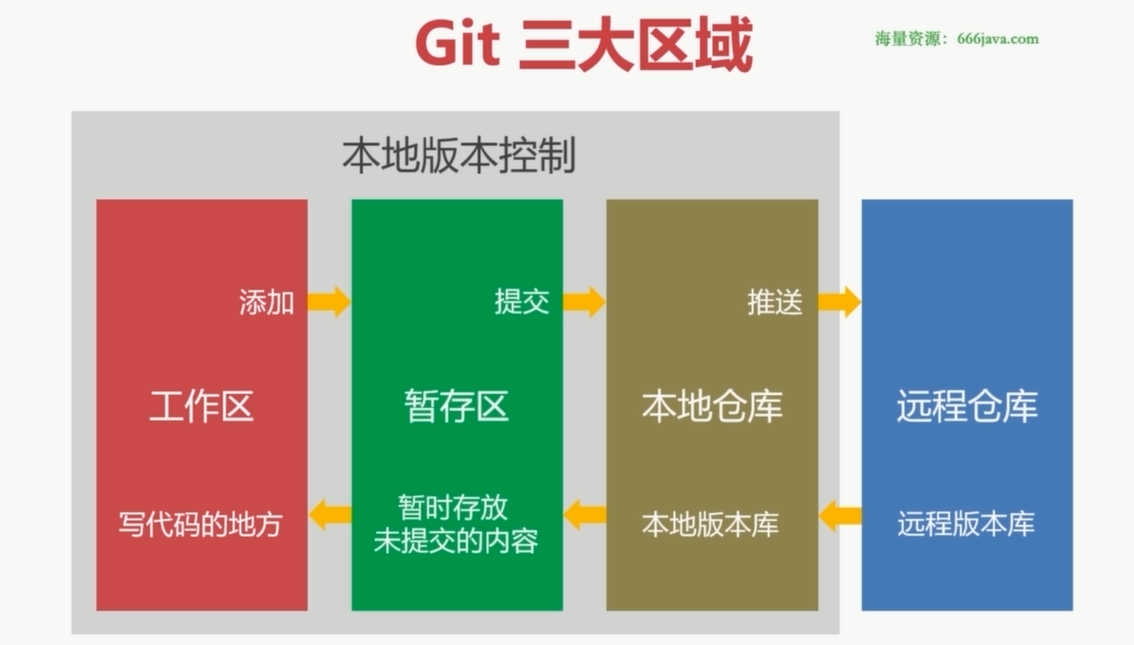 Git 三大区域
海量资源：666java.com
本地版本控制
添加
提交
推送
工作区
暂存区
本地仓库
远程仓库
写代码的地方
暂时存放
未提交的内容
本地版本库
远程版本库